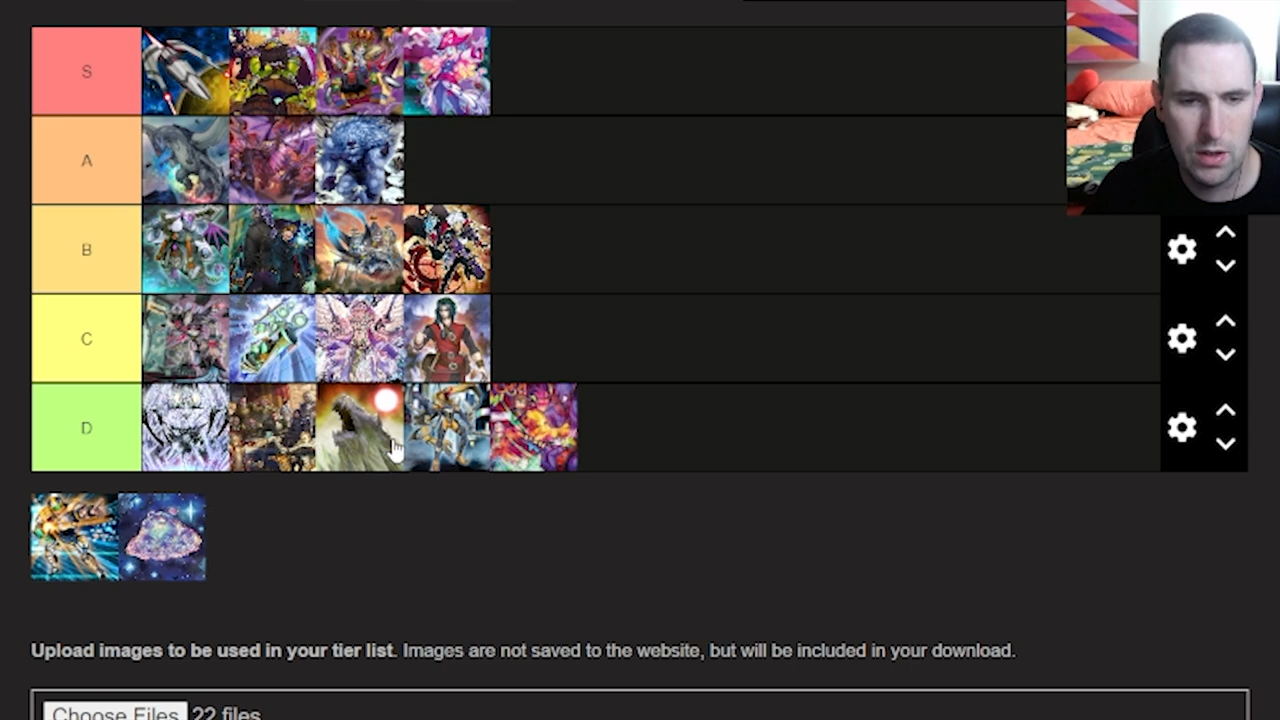 S
A
B
C
D
Upload images to be used in your tier list. Images are not saved to the website, but will be included in your download.
Choose Files 22 files